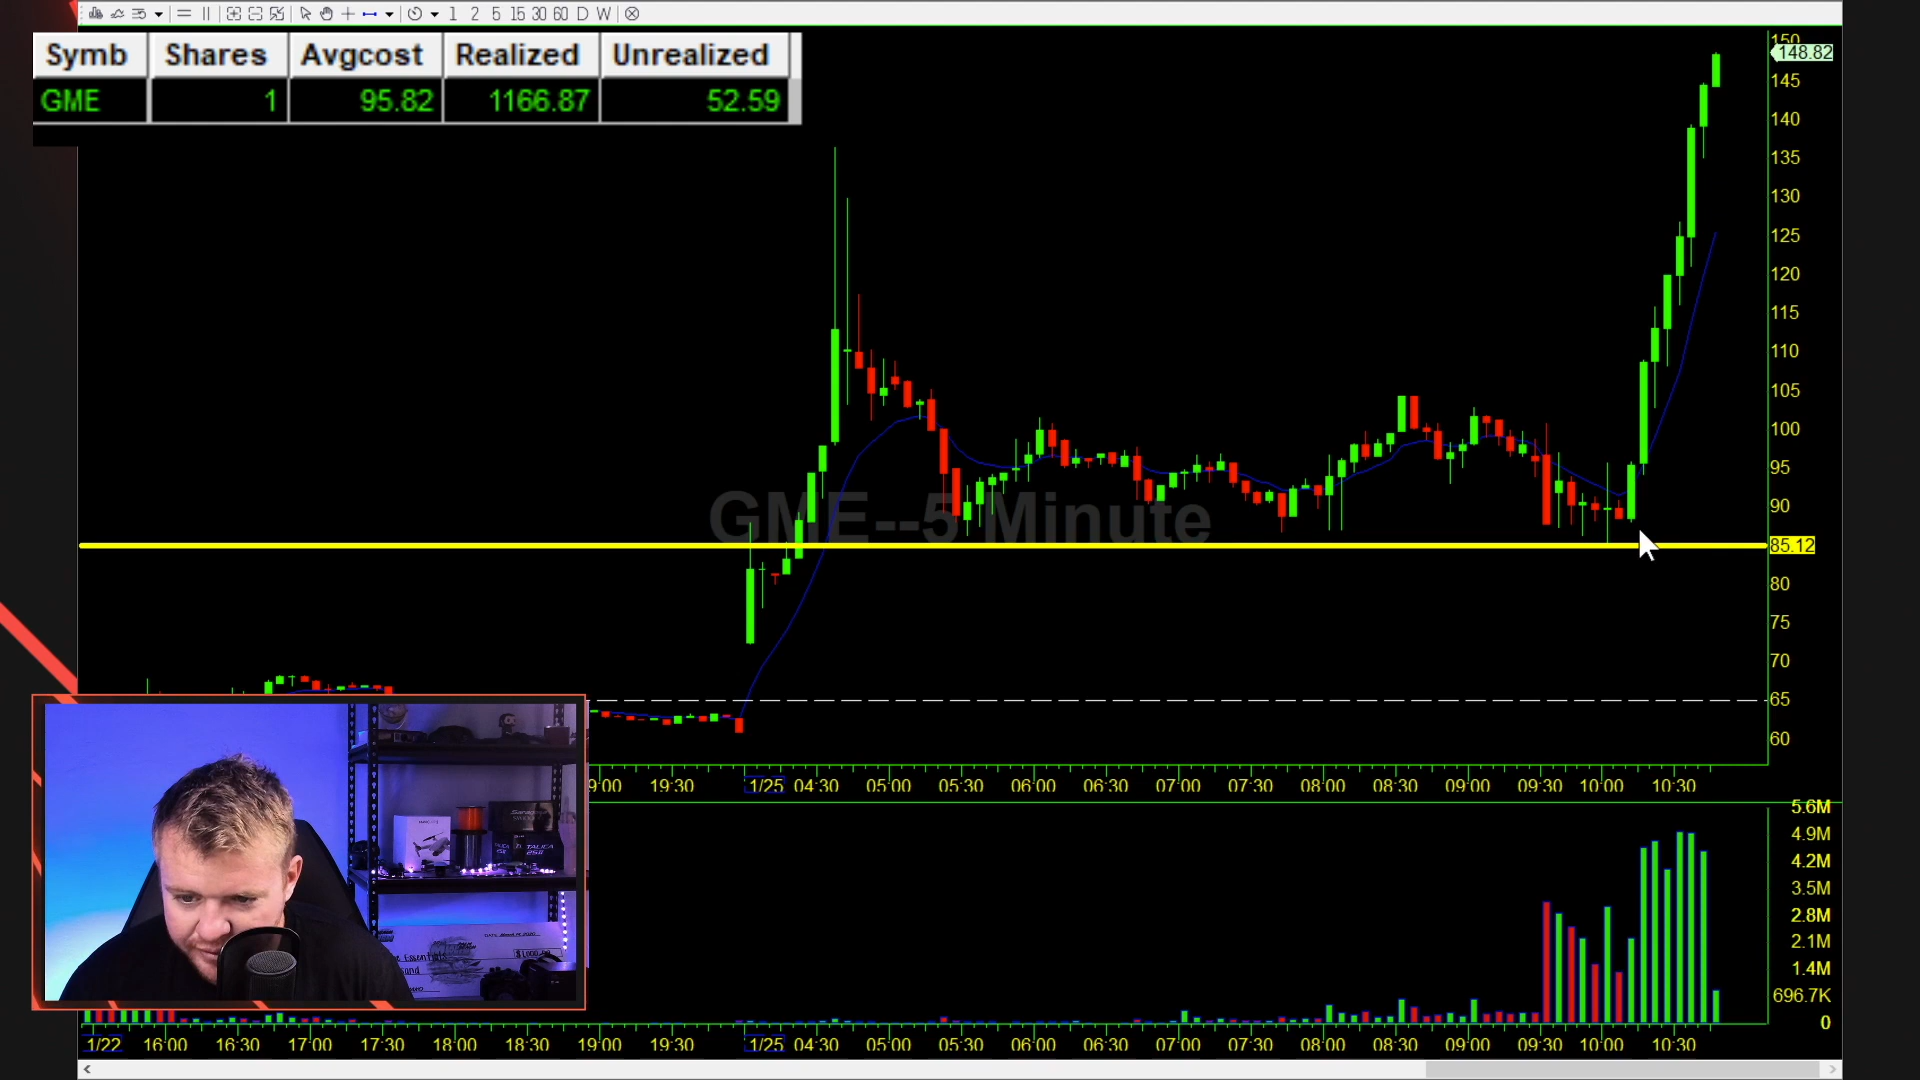 1 2 5 15 30 60 D W
Symb Shares Avgcost Realized Unrealized
GME 1 95.82 1166.87 52.59
150
148.82
145
140
135
130
125
120
115
110
105
100
95
90
85.12
80
75
70
65
60
GME--5 Minute
9:00 19:30 1/25 04:30 05:00 05:30 06:00 06:30 07:00 07:30 08:00 08:30 09:00 09:30 10:00 10:30
5.6M
4.9M
4.2M
3.5M
2.8M
2.1M
1.4M
696.7K
0
1/22 16:00 16:30 17:00 17:30 18:00 18:30 19:00 19:30 1/25 04:30 05:00 05:30 06:00 06:30 07:00 07:30 08:00 08:30 09:00 09:30 10:00 10:30